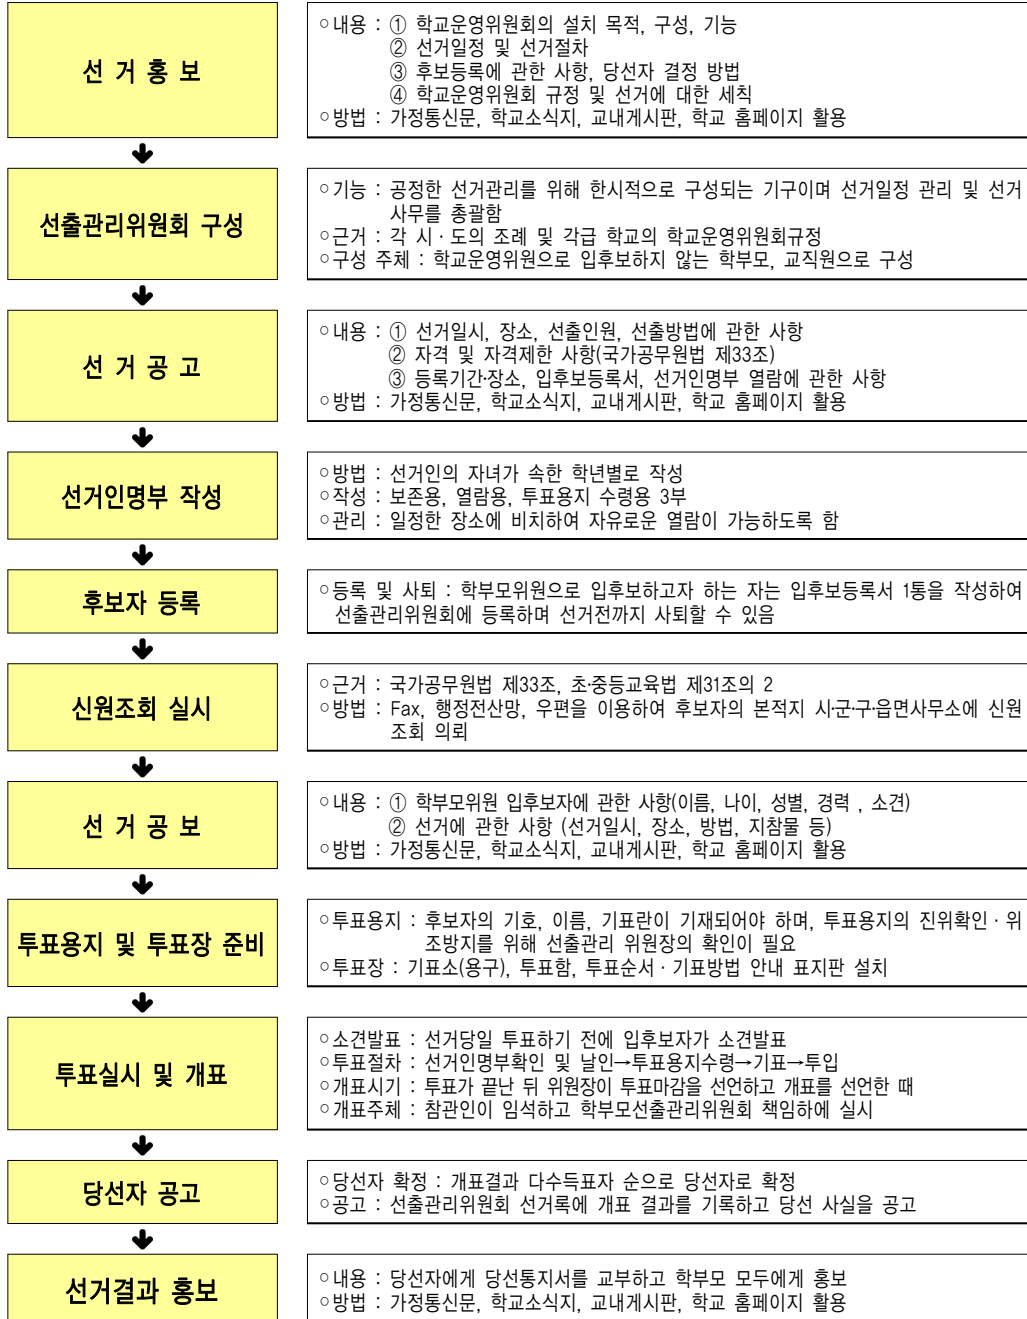 선 거 홍 보
○내용 : ① 학교운영위원회의 설치 목적, 구성, 기능
② 선거일정 및 선거절차
③ 후보등록에 관한 사항, 당선자 결정 방법
④ 학교운영위원회 규정 및 선거에 대한 세칙
○방법 : 가정통신문, 학교소식지, 교내게시판, 학교 홈페이지 활용
선출관리위원회 구성
○기능 : 공정한 선거관리를 위해 한시적으로 구성되는 기구이며 선거일정 관리 및 선거
사무를 총괄함
○근거 : 각 시·도의 조례 및 각급 학교의 학교운영위원회규정
○구성 주체 : 학교운영위원으로 입후보하지 않는 학부모, 교직원으로 구성
선 거 공 고
○내용 : ① 선거일시, 장소, 선출인원, 선출방법에 관한 사항
② 자격 및 자격제한 사항(국가공무원법 제33조)
③ 등록기간·장소, 입후보등록서, 선거인명부 열람에 관한 사항
○방법 : 가정통신문, 학교소식지, 교내게시판, 학교 홈페이지 활용
선거인명부 작성
○방법 : 선거인의 자녀가 속한 학년별로 작성
○작성 : 보존용, 열람용, 투표용지 수령용 3부
○관리 : 일정한 장소에 비치하여 자유로운 열람이 가능하도록 함
후보자 등록
○등록 및 사퇴 : 학부모위원으로 입후보하고자 하는 자는 입후보등록서 1통을 작성하여
선출관리위원회에 등록하며 선거전까지 사퇴할 수 있음
신원조회 실시
○근거 : 국가공무원법 제33조, 초·중등교육법 제31조의 2
○방법 : Fax, 행정전산망, 우편을 이용하여 후보자의 본적지 시·군·구·읍면사무소에 신원
조회 의뢰
선 거 공 보
○내용 : ① 학부모위원 입후보자에 관한 사항(이름, 나이, 성별, 경력 , 소견)
② 선거에 관한 사항 (선거일시, 장소, 방법, 지참물 등)
○방법 : 가정통신문, 학교소식지, 교내게시판, 학교 홈페이지 활용
투표용지 및 투표장 준비
○투표용지 : 후보자의 기호, 이름, 기표란이 기재되어야 하며, 투표용지의 진위확인·위
조방지를 위해 선출관리 위원장의 확인이 필요
○투표장 : 기표소(용구), 투표함, 투표순서·기표방법 안내 표지판 설치
투표실시 및 개표
○소견발표 : 선거당일 투표하기 전에 입후보자가 소견발표
○투표절차 : 선거인명부확인 및 날인→투표용지수령→기표→투입
○개표시기 : 투표가 끝난 뒤 위원장이 투표마감을 선언하고 개표를 선언한 때
○개표주체 : 참관인이 임석하고 학부모선출관리위원회 책임하에 실시
당선자 공고
○당선자 확정 : 개표결과 다수득표자 순으로 당선자로 확정
○공고 : 선출관리위원회 선거록에 개표 결과를 기록하고 당선 사실을 공고
선거결과 홍보
○내용 : 당선자에게 당선통지서를 교부하고 학부모 모두에게 홍보
○방법 : 가정통신문, 학교소식지, 교내게시판, 학교 홈페이지 활용